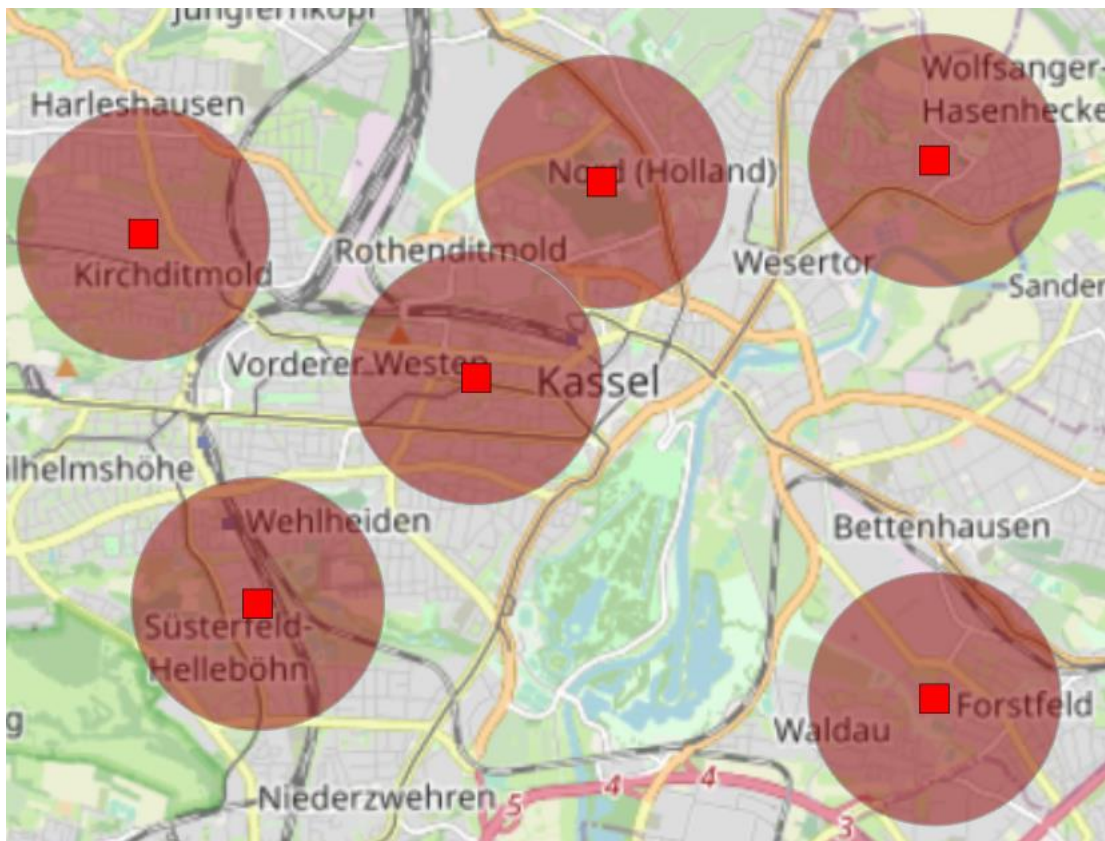 Jungfernkopf
Harleshausen
Wolfsanger-
Hasenhecke
Nord (Holland)
Kirchditmold
Rothenditmold
Wesertor
Sander
Vorderer Westen
Kassel
ilhelmshöhe
Wehlheiden
Bettenhausen
Süsterfeld-
Helleböhn
Forstfeld
Waldau
g
Niederzwehren
5
4
4
3